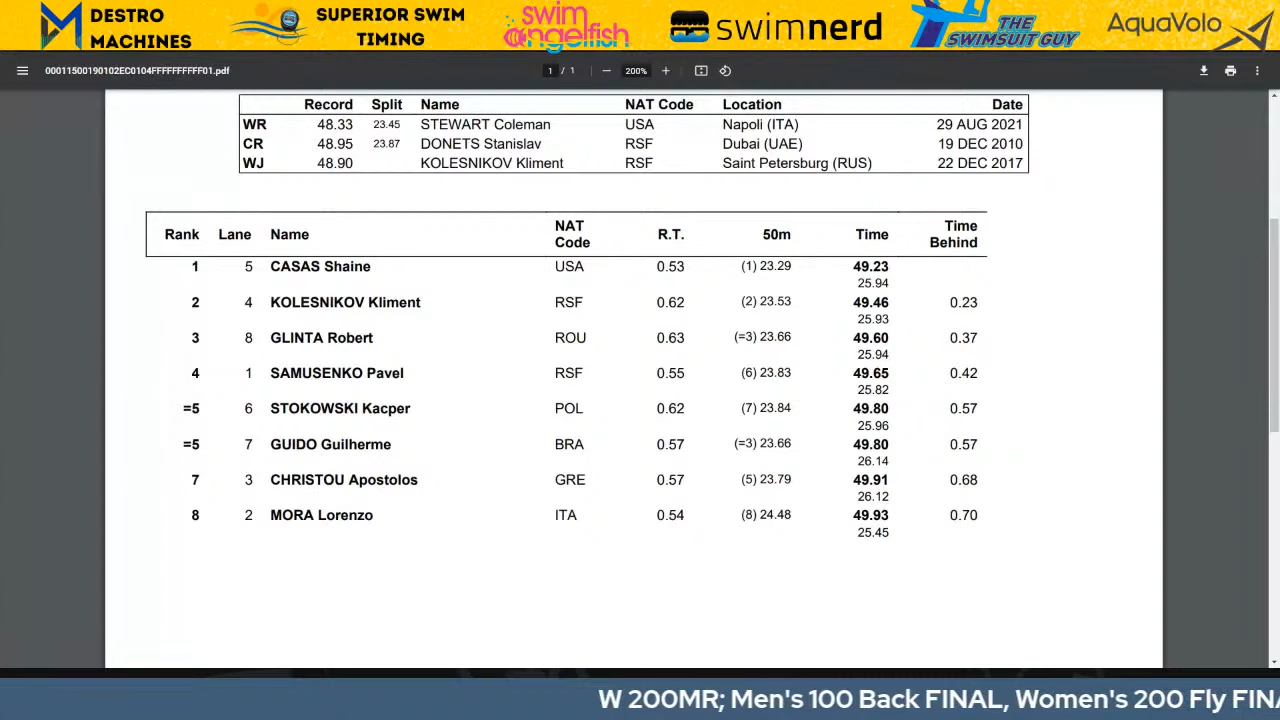 DESTRO
MACHINES
SUPERIOR SWIM
TIMING
swim
angelfish
swimnerd
THE
SWIMSUIT GUY
AquaVolo
00011500190102EC0104FFFFFFFFFF01.pdf
1 / 1
200%
Record Split Name NAT Code Location Date
WR 48.33 23.45 STEWART Coleman USA Napoli (ITA) 29 AUG 2021
CR 48.95 23.87 DONETS Stanislav RSF Dubai (UAE) 19 DEC 2010
WJ 48.90 KOLESNIKOV Kliment RSF Saint Petersburg (RUS) 22 DEC 2017
Rank Lane Name NAT Code R.T. 50m Time Time Behind
1 5 CASAS Shaine USA 0.53 (1) 23.29 49.23
25.94
2 4 KOLESNIKOV Kliment RSF 0.62 (2) 23.53 49.46 0.23
25.93
3 8 GLINTA Robert ROU 0.63 (=3) 23.66 49.60 0.37
25.94
4 1 SAMUSENKO Pavel RSF 0.55 (6) 23.83 49.65 0.42
25.82
=5 6 STOKOWSKI Kacper POL 0.62 (7) 23.84 49.80 0.57
25.96
=5 7 GUIDO Guilherme BRA 0.57 (=3) 23.66 49.80 0.57
26.14
7 3 CHRISTOU Apostolos GRE 0.57 (5) 23.79 49.91 0.68
26.12
8 2 MORA Lorenzo ITA 0.54 (8) 24.48 49.93 0.70
25.45
W 200MR; Men's 100 Back FINAL, Women's 200 Fly FINA